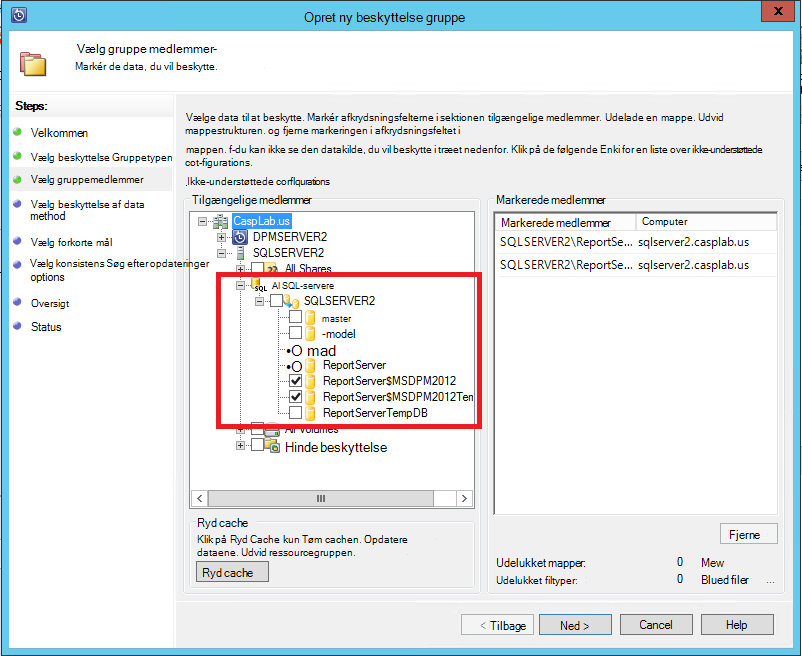 Opret ny beskyttelse gruppe
X
Vælg gruppe medlemmer-
Markér de data, du vil beskytte.
Steps:
Velkommen
Vælg beskyttelse Gruppetypen
Vælg gruppemedlemmer
Vælg beskyttelse af data
method
Vælg forkorte mål
Vælg konsistens Søg efter opdateringer
options
Oversigt
Status
Vælge data til at beskytte. Markér afkrydsningsfelterne i sektionen tilgængelige medlemmer. Udelade en mappe. Udvid
mappestrukturen. og fjerne markeringen i afkrydsningsfeltet i
mappen. f-du kan ikke se den datakilde, du vil beskytte i træet nedenfor. Klik på de følgende Enki for en liste over ikke-understøttede
cot-figurations.
Ikke-understøttede corflqurations
Tilgængelige medlemmer
CaspLab.us
DPMSERVER2
SQLSERVER2
All Shares
SQL Al SQL-servere
SQLSERVER2
master
-model
•O mad
•O ReportServer
ReportServer$MSDPM2012
ReportServer$MSDPM2012Tem
ReportServerTempDB
All Volumes
Hinde beskyttelse
Ryd cache
Klik på Ryd Cache kun Tøm cachen. Opdatere
dataene. Udvid ressourcegruppen.
Ryd cache
Markerede medlemmer
Markerede medlemmer Computer
SQLSERVER2\ReportSe... sqlserver2.casplab.us
SQLSERVER2\ReportSe... sqlserver2.casplab.us
Fjerne
Udelukket mapper: 0 Mew
Udelukket filtyper: 0 Blued filer ...
< Tilbage
Ned >
Cancel
Help